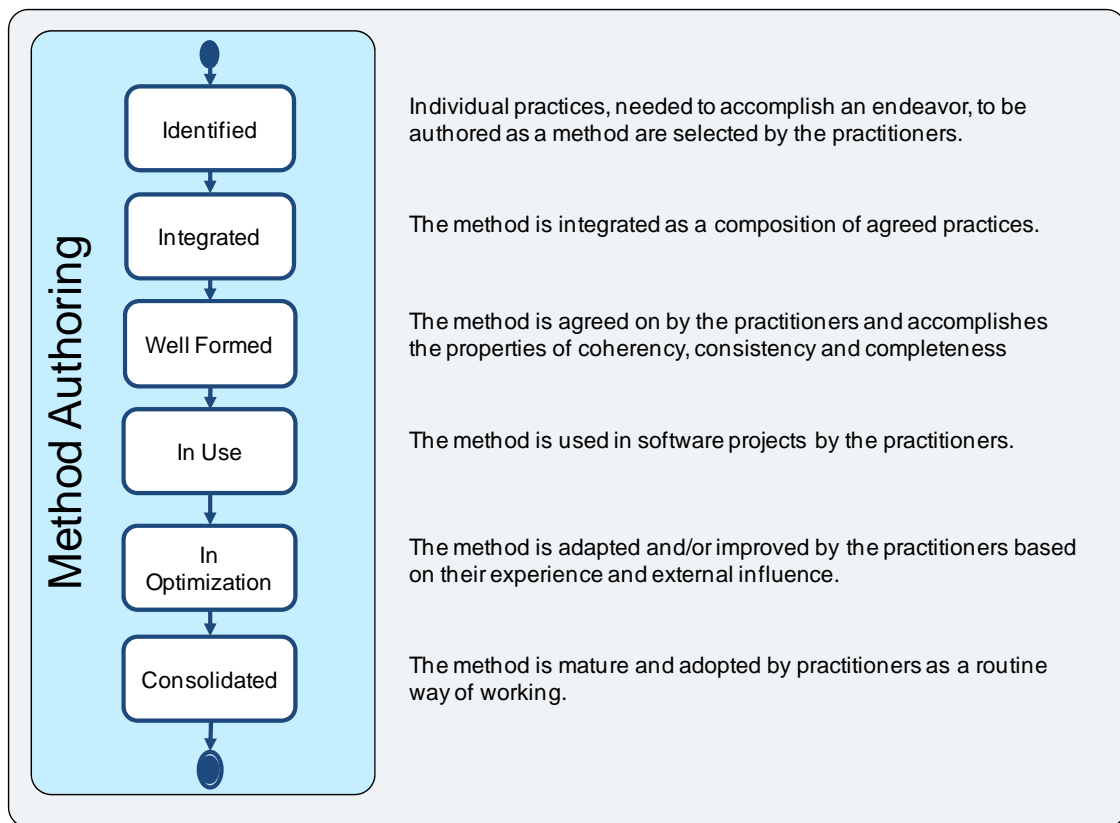 Method Authoring
Identified
Individual practices, needed to accomplish an endeavor, to be
authored as a method are selected by the practitioners.
Integrated
The method is integrated as a composition of agreed practices.
Well Formed
The method is agreed on by the practitioners and accomplishes
the properties of coherency, consistency and completeness
In Use
The method is used in software projects by the practitioners.
In
Optimization
The method is adapted and/or improved by the practitioners based
on their experience and external influence.
Consolidated
The method is mature and adopted by practitioners as a routine
way of working.